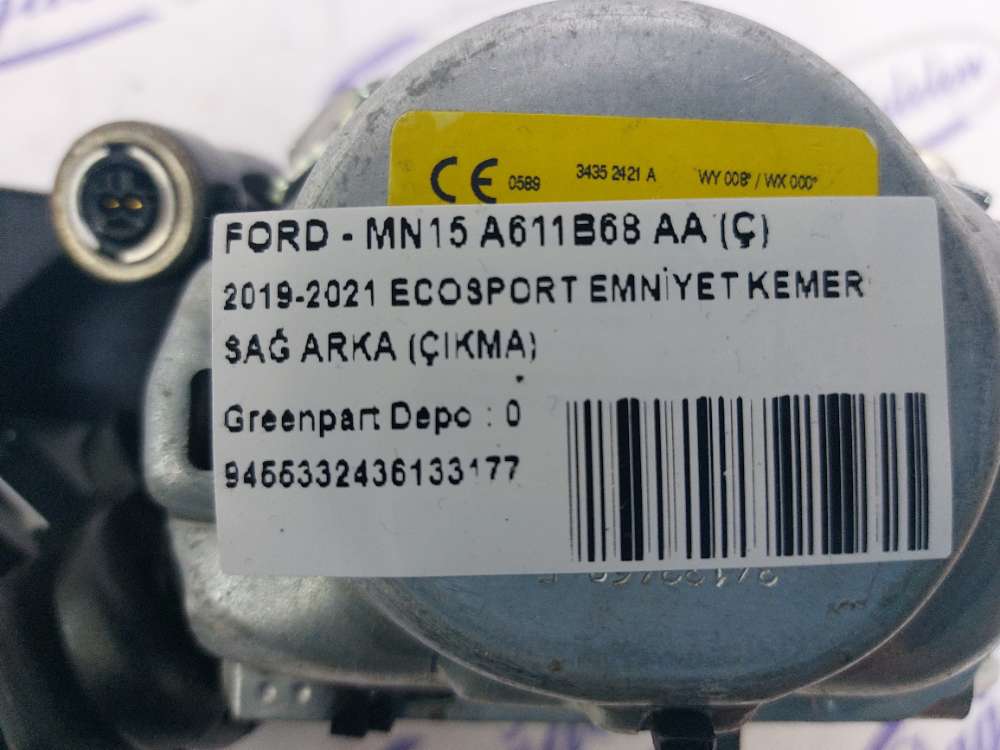 CE 0589 3435 2421 A WY 008° / WX 000°
FORD - MN15 A611B68 AA (Ç)
2019-2021 ECOSPORT EMNİYET KEMER
SAĞ ARKA (ÇIKMA)
Greenpart Depo : 0
9455332436133177